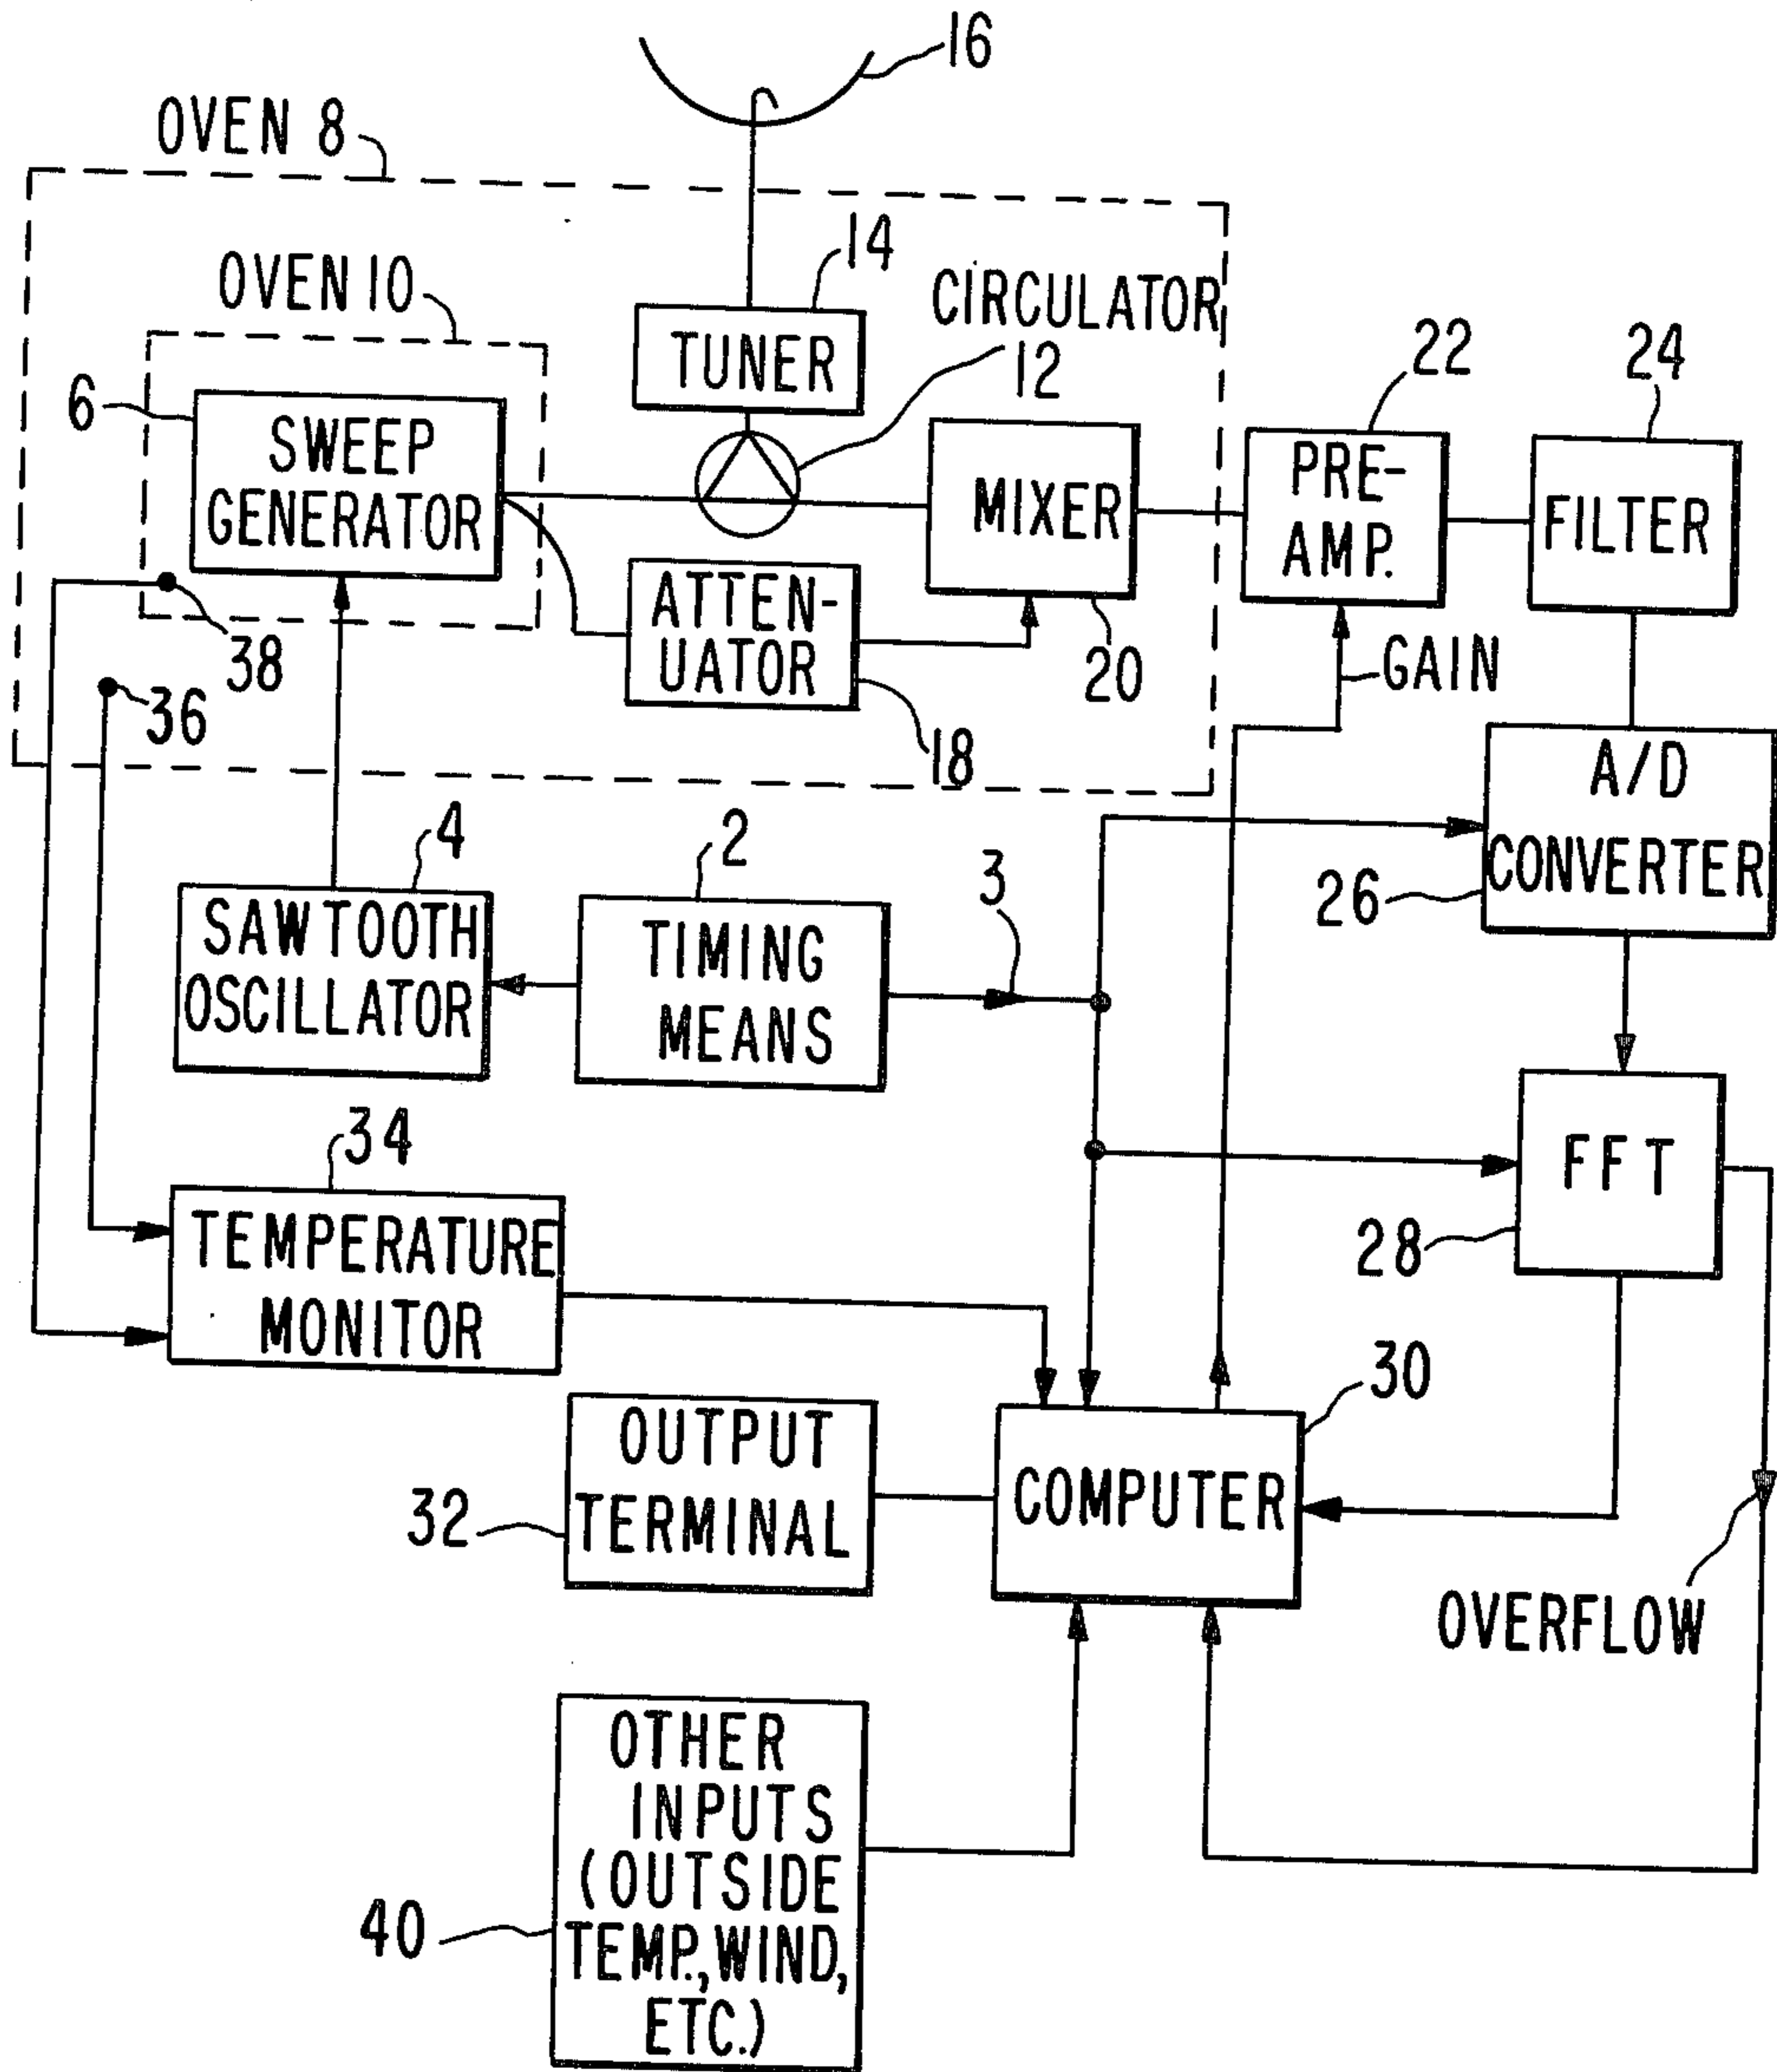 16
OVEN 8
14
OVEN 10
CIRCULATOR
12
TUNER
22
24
6
SWEEP
GENERATOR
MIXER
PRE-
AMP.
FILTER
ATTEN-
UATOR
38
20
GAIN
36
18
A/D
CONVERTER
4
2
3
26
SAWTOOTH
OSCILLATOR
TIMING
MEANS
34
FFT
28
TEMPERATURE
MONITOR
30
OUTPUT
TERMINAL
COMPUTER
32
OVERFLOW
OTHER
INPUTS
(OUTSIDE
TEMP., WIND,
ETC.)
40